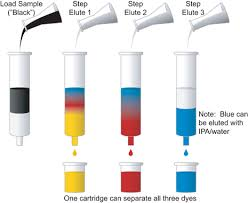 Load Sample
("Black")
Step
Elute 1
Step
Elute 2
Step
Elute 3
Note:  Blue can
be eluted with
IPA/water
One cartridge can separate all three dyes